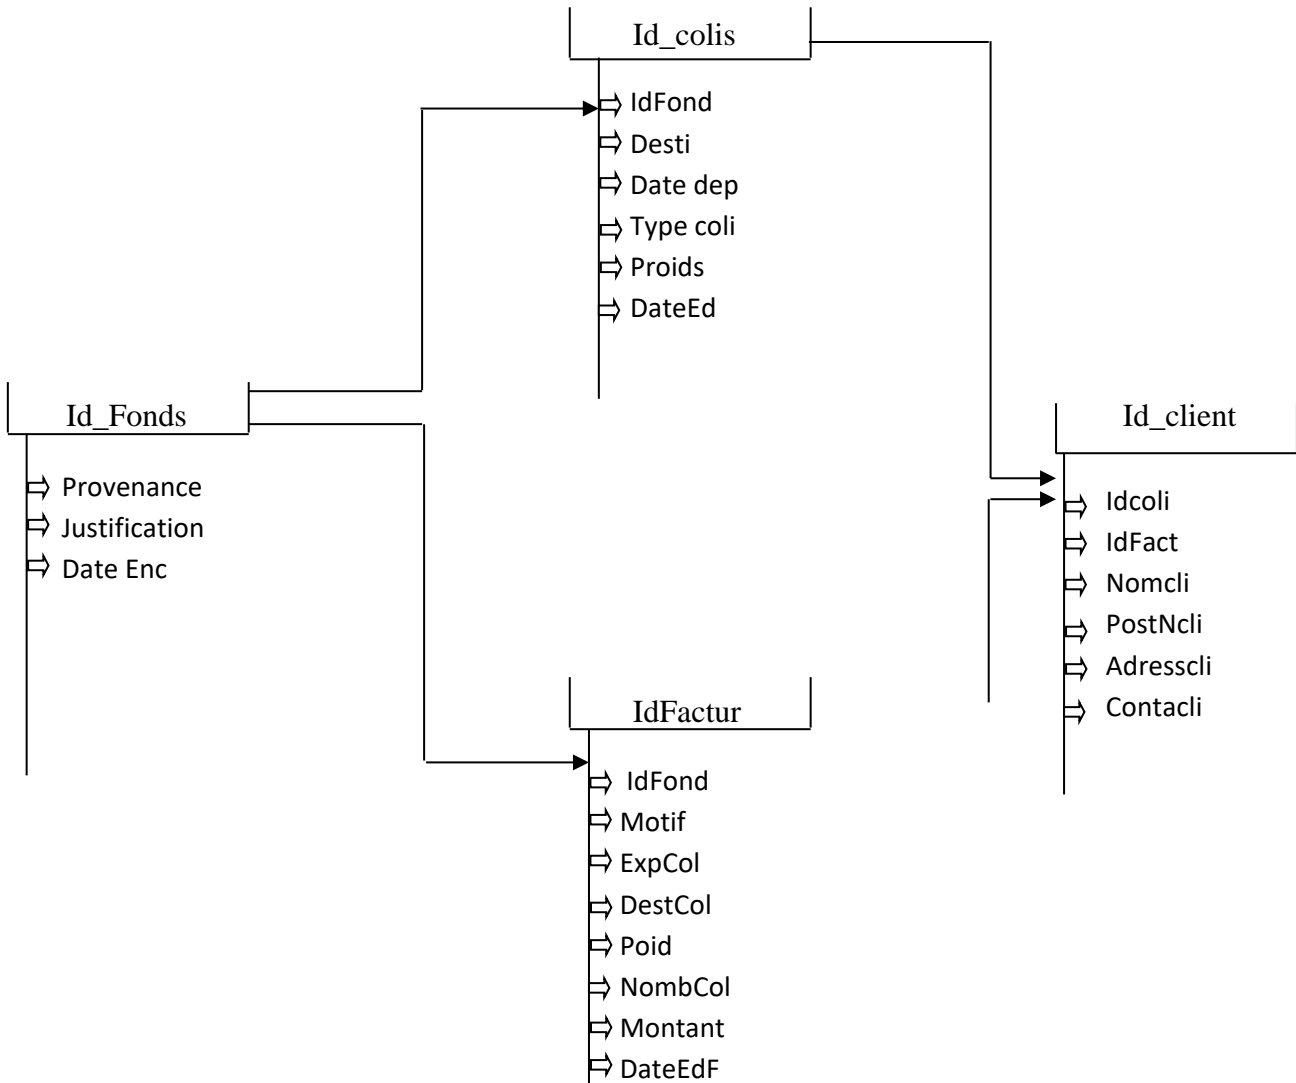 Id_colis
IdFond
Desti
Date dep
Type coli
Proids
DateEd
Id_Fonds
Provenance
Justification
Date Enc
Id_client
Idcoli
IdFact
Nomcli
PostNcli
Adresscli
Contacli
IdFactur
IdFond
Motif
ExpCol
DestCol
Poid
NombCol
Montant
DateEdF